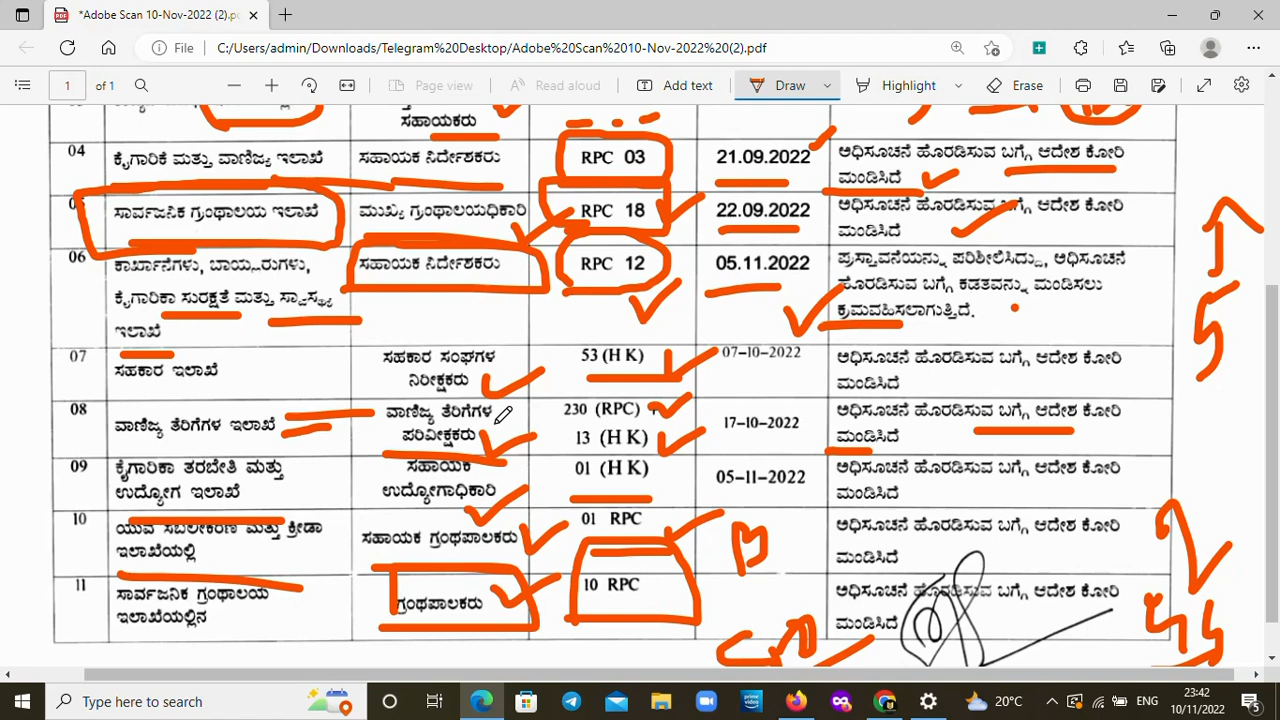 *Adobe Scan 10-Nov-2022 (2).pdf
File C:/Users/admin/Downloads/Telegram%20Desktop/Adobe%20Scan%2010-Nov-2022%20(2).pdf
1 of 1 Page view Read aloud Add text Draw Highlight Erase
ಸಹಾಯಕರು
04 ಕೈಗಾರಿಕೆ ಮತ್ತು ವಾಣಿಜ್ಯ ಇಲಾಖೆ ಸಹಾಯಕ ನಿರ್ದೇಶಕರು RPC 03 21.09.2022 ಅಧಿಸೂಚನೆ ಹೊರಡಿಸುವ ಬಗ್ಗೆ ಆದೇಶ ಕೋರಿ
ಮಂಡಿಸಿದೆ
ಸಾರ್ವಜನಿಕ ಗ್ರಂಥಾಲಯ ಇಲಾಖೆ ಮುಖ್ಯ ಗ್ರಂಥಾಲಯಧಿಕಾರಿ RPC 18 22.09.2022 ಅಧಿಸೂಚನೆ ಹೊರಡಿಸುವ ಬಗ್ಗೆ ಆದೇಶ ಕೋರಿ
ಮಂಡಿಸಿದೆ
06 ಕಾರ್ಖಾನೆಗಳು, ಬಾಯ್ಲರುಗಳು, ಸಹಾಯಕ ನಿರ್ದೇಶಕರು RPC 12 05.11.2022 ಪ್ರಸ್ತಾವನೆಯನ್ನು ಪರಿಶೀಲಿಸಿದ್ದು, ಅಧಿಸೂಚನೆ
ಕೈಗಾರಿಕಾ ಸುರಕ್ಷತೆ ಮತ್ತು ಸ್ವಾಸ್ಥ್ಯ ಹೊರಡಿಸುವ ಬಗ್ಗೆ ಕಡತವನ್ನು ಮಂಡಿಸಲು
ಇಲಾಖೆ ಕ್ರಮವಹಿಸಲಾಗುತ್ತಿದೆ.
07 ಸಹಕಾರ ಸಂಘಗಳ 53 (H K) 07-10-2022 ಅಧಿಸೂಚನೆ ಹೊರಡಿಸುವ ಬಗ್ಗೆ ಆದೇಶ ಕೋರಿ
ಸಹಕಾರ ಇಲಾಖೆ ನಿರೀಕ್ಷಕರು ಮಂಡಿಸಿದೆ
08 ವಾಣಿಜ್ಯ ತೆರಿಗೆಗಳ ಇಲಾಖೆ ವಾಣಿಜ್ಯ ತೆರಿಗೆಗಳ 230 (RPC) + 17-10-2022 ಅಧಿಸೂಚನೆ ಹೊರಡಿಸುವ ಬಗ್ಗೆ ಆದೇಶ ಕೋರಿ
ಪರಿವೀಕ್ಷಕರು 13 (H K) ಮಂಡಿಸಿದೆ
09 ಕೈಗಾರಿಕಾ ತರಬೇತಿ ಮತ್ತು ಸಹಾಯಕ 01 (H K) 05-11-2022 ಅಧಿಸೂಚನೆ ಹೊರಡಿಸುವ ಬಗ್ಗೆ ಆದೇಶ ಕೋರಿ
ಉದ್ಯೋಗ ಇಲಾಖೆ ಉದ್ಯೋಗಾಧಿಕಾರಿ ಮಂಡಿಸಿದೆ
10 ಯುವ ಸಬಲೀಕರಣ ಮತ್ತು ಕ್ರೀಡಾ ಸಹಾಯಕ ಗ್ರಂಥಪಾಲಕರು 01 RPC ಅಧಿಸೂಚನೆ ಹೊರಡಿಸುವ ಬಗ್ಗೆ ಆದೇಶ ಕೋರಿ
ಇಲಾಖೆಯಲ್ಲಿ ಮಂಡಿಸಿದೆ
11 ಸಾರ್ವಜನಿಕ ಗ್ರಂಥಾಲಯ ಗ್ರಂಥಪಾಲಕರು 10 RPC ಅಧಿಸೂಚನೆ ಹೊರಡಿಸುವ ಬಗ್ಗೆ ಆದೇಶ ಕೋರಿ
ಇಲಾಖೆಯಲ್ಲಿನ ಮಂಡಿಸಿದೆ
Type here to search 20°C ENG 23:42
10/11/2022 5